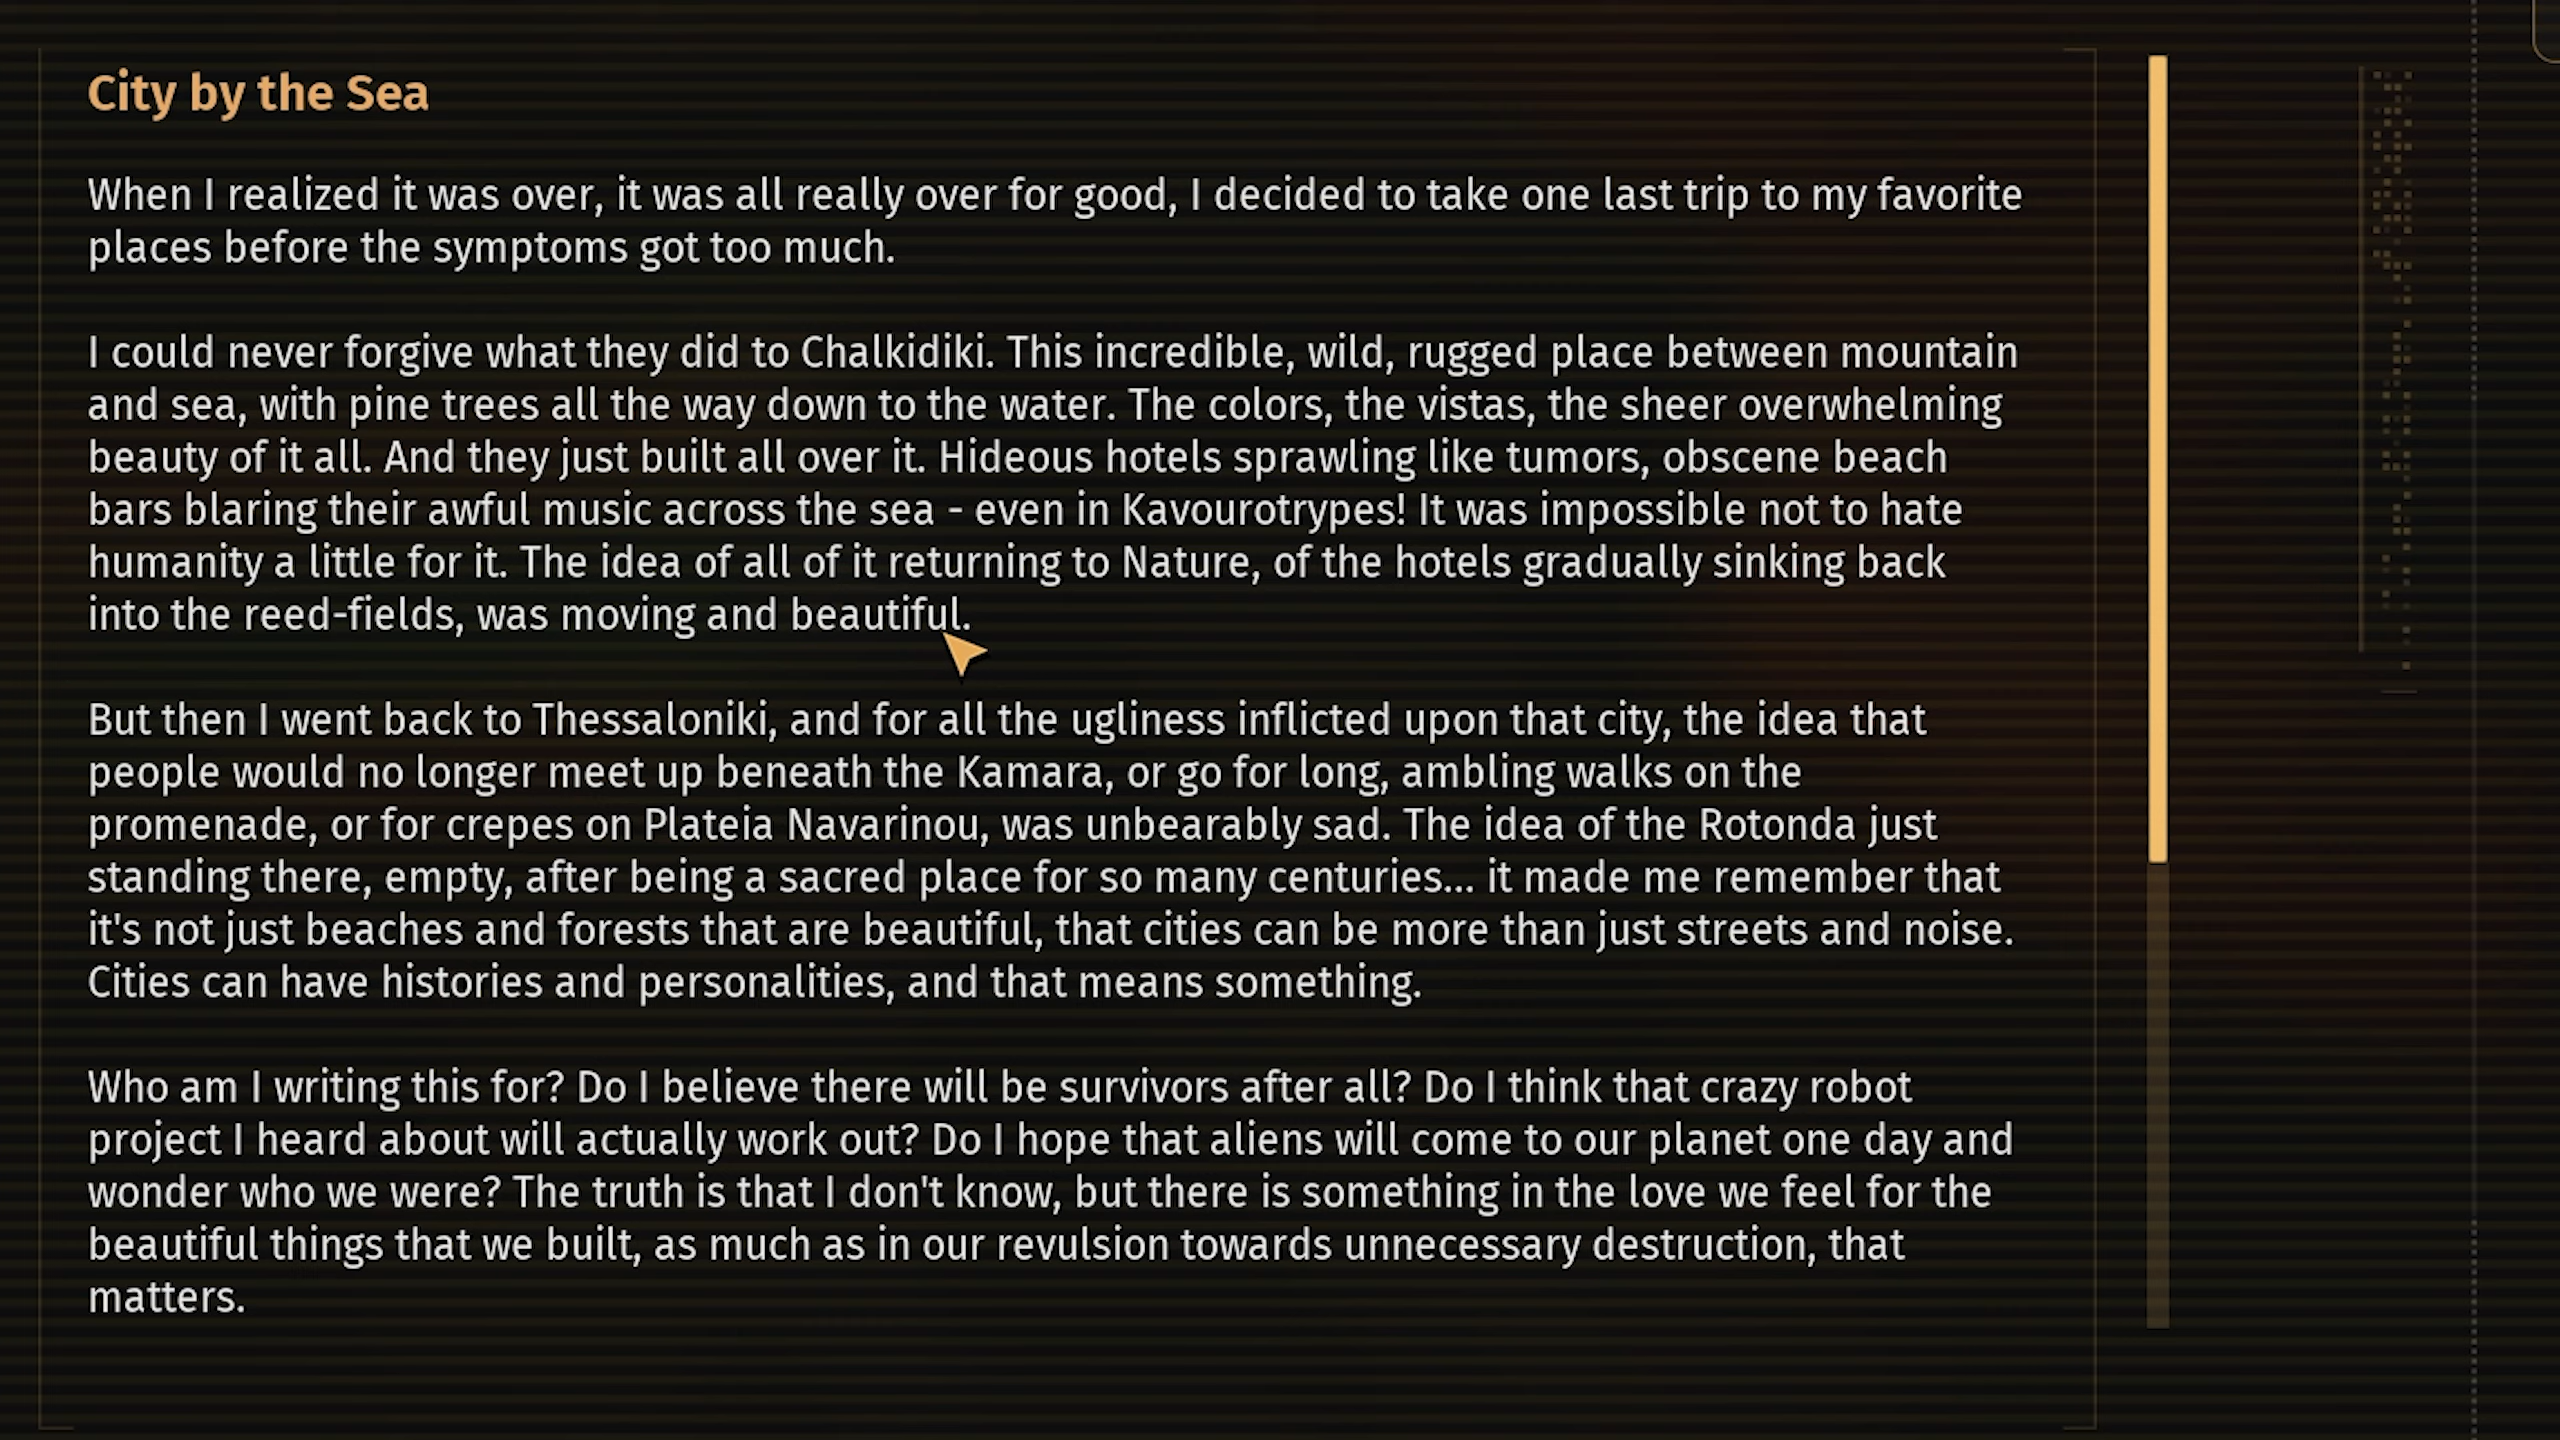 City by the Sea
When I realized it was over, it was all really over for good, I decided to take one last trip to my favorite
places before the symptoms got too much.
I could never forgive what they did to Chalkidiki. This incredible, wild, rugged place between mountain
and sea, with pine trees all the way down to the water. The colors, the vistas, the sheer overwhelming
beauty of it all. And they just built all over it. Hideous hotels sprawling like tumors, obscene beach
bars blaring their awful music across the sea - even in Kavourotrypes! It was impossible not to hate
humanity a little for it. The idea of all of it returning to Nature, of the hotels gradually sinking back
into the reed-fields, was moving and beautiful.
But then I went back to Thessaloniki, and for all the ugliness inflicted upon that city, the idea that
people would no longer meet up beneath the Kamara, or go for long, ambling walks on the
promenade, or for crepes on Plateia Navarinou, was unbearably sad. The idea of the Rotonda just
standing there, empty, after being a sacred place for so many centuries... it made me remember that
it's not just beaches and forests that are beautiful, that cities can be more than just streets and noise.
Cities can have histories and personalities, and that means something.
Who am I writing this for? Do I believe there will be survivors after all? Do I think that crazy robot
project I heard about will actually work out? Do I hope that aliens will come to our planet one day and
wonder who we were? The truth is that I don't know, but there is something in the love we feel for the
beautiful things that we built, as much as in our revulsion towards unnecessary destruction, that
matters.